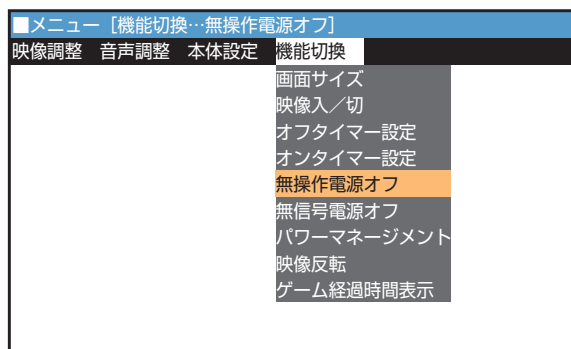 ■メニュー［機能切換…無操作電源オフ］
映像調整 音声調整 本体設定 機能切換
画面サイズ
映像入／切
オフタイマー設定
オンタイマー設定
無操作電源オフ
無信号電源オフ
パワーマネージメント
映像反転
ゲーム経過時間表示